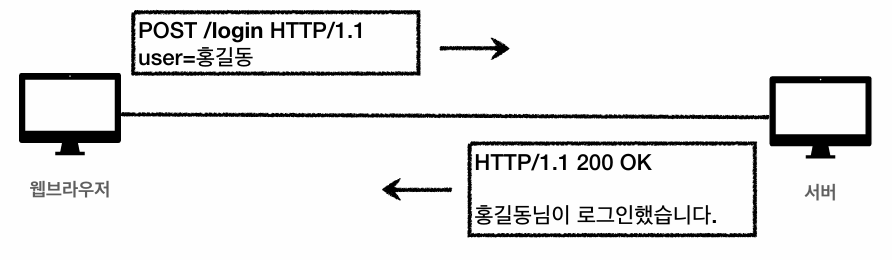 POST /login HTTP/1.1
user=홍길동
웹브라우저
HTTP/1.1 200 OK
홍길동님이 로그인했습니다.
서버